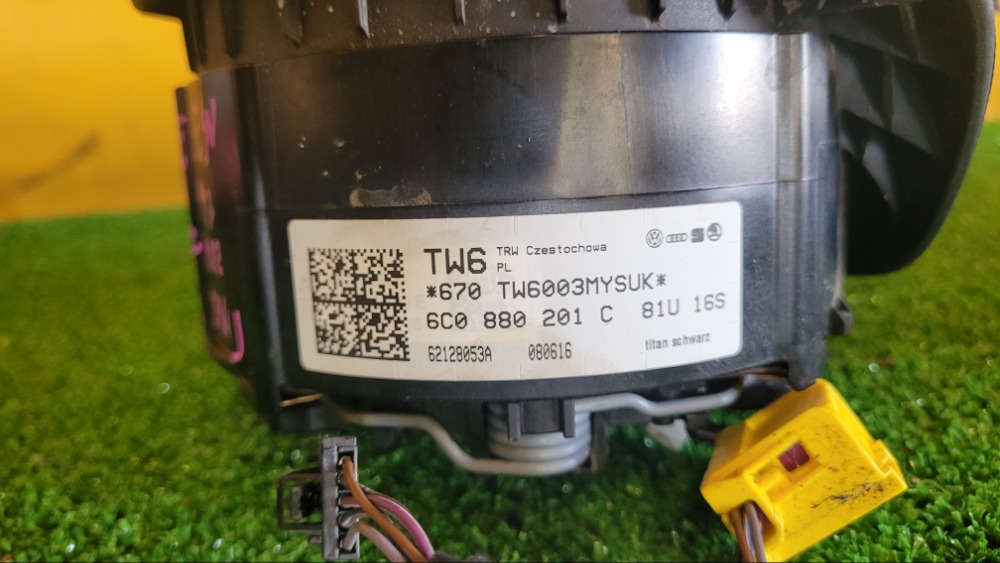 TW6 TRW Czestochowa
PL
*670 TW6003MYSUK*
6C0 880 201 C 81U 16S
62128053A 080616 titan schwarz